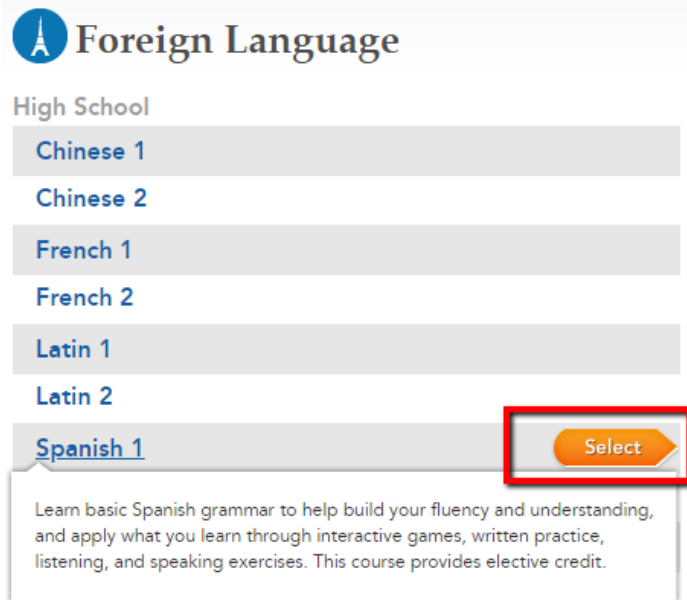 Foreign Language
High School
Chinese 1
Chinese 2
French 1
French 2
Latin 1
Latin 2
Spanish 1
Select
Learn basic Spanish grammar to help build your fluency and understanding,
and apply what you learn through interactive games, written practice,
listening, and speaking exercises. This course provides elective credit.